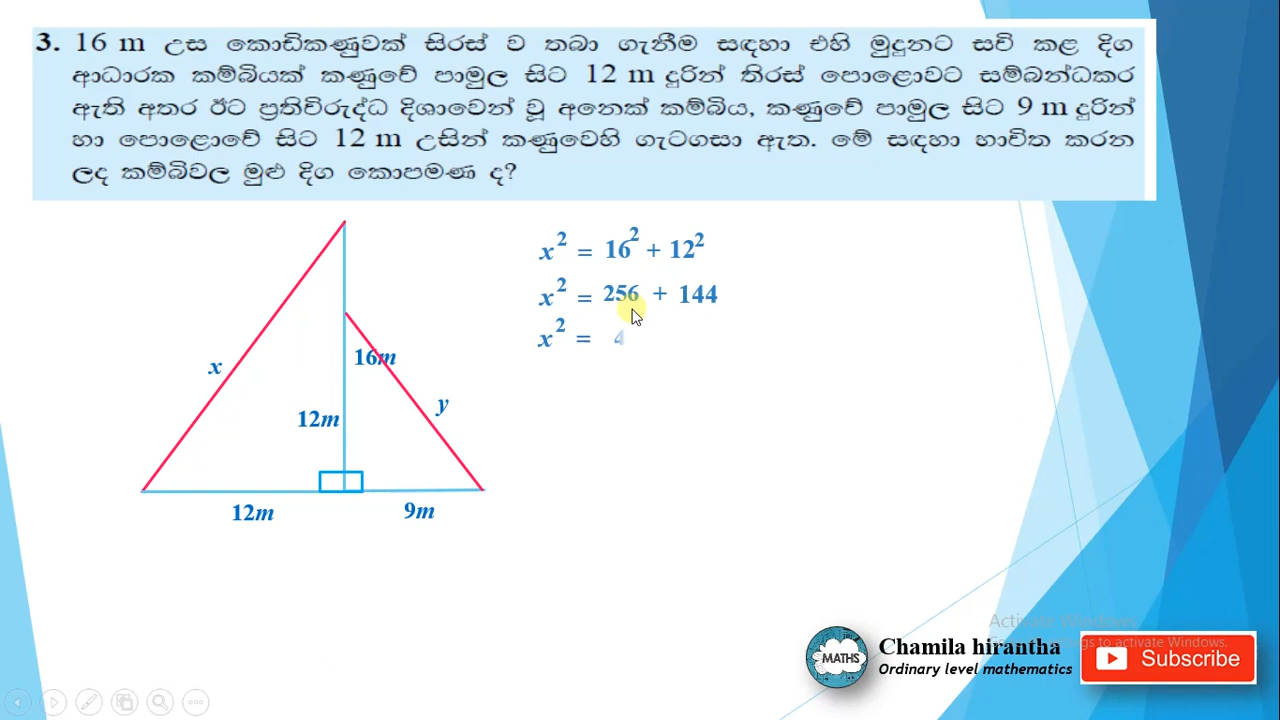 3. 16 m උස කොඩිකණුවක් සිරස් ව තබා ගැනීම සඳහා එහි මුදුනට සවි කළ දිග
ආධාරක කම්බියක් කණුවේ පාමුල සිට 12 m දුරින් තිරස් පොළොවට සම්බන්ධකර
ඇති අතර ඊට ප්‍රතිවිරුද්ධ දිශාවෙන් වූ අනෙක් කම්බිය, කණුවේ පාමුල සිට 9 m දුරින්
හා පොළොවේ සිට 12 m උසින් කණුවෙහි ගැටගසා ඇත. මේ සඳහා භාවිත කරන
ලද කම්බිවල මුළු දිග කොපමණ ද?
x² = 16² + 12²
x² = 256 + 144
x² = 4
x
16m
12m
y
12m
9m
Activate Windows
MATHS
Chamila hirantha
Ordinary level mathematics
Subscribe